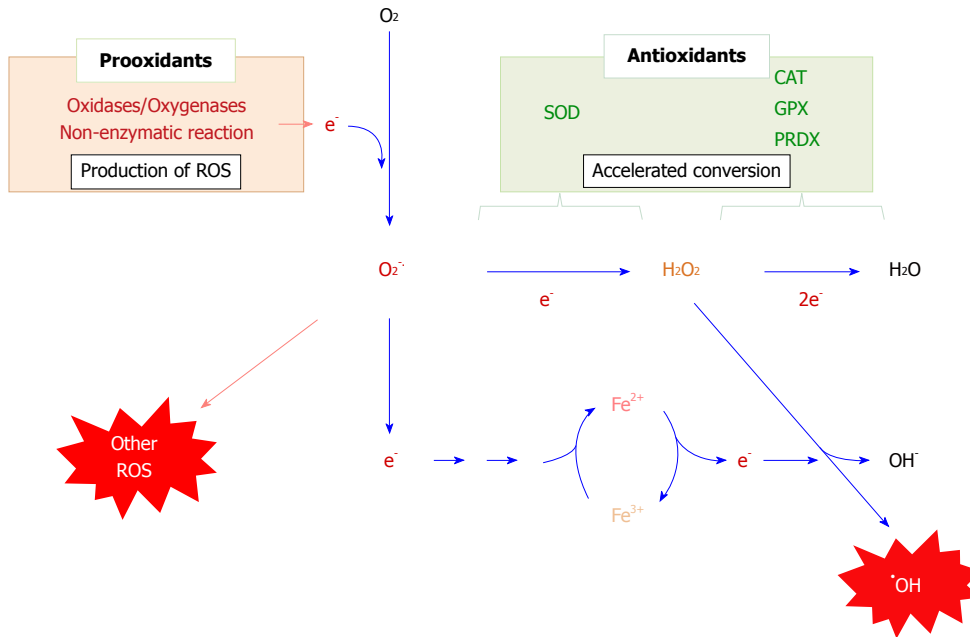 O₂
Prooxidants
Oxidases/Oxygenases
Non-enzymatic reaction
Production of ROS
e⁻
Antioxidants
SOD
CAT
GPX
PRDX
Accelerated conversion
O₂⁻·
e⁻
H₂O₂
2e⁻
H₂O
Other
ROS
e⁻
Fe²⁺
Fe³⁺
e⁻
OH⁻
·OH